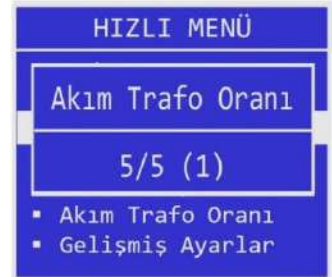 HIZLI MENÜ
Akım Trafo Oranı
5/5 (1)
▪ Akım Trafo Oranı
▪ Gelişmiş Ayarlar